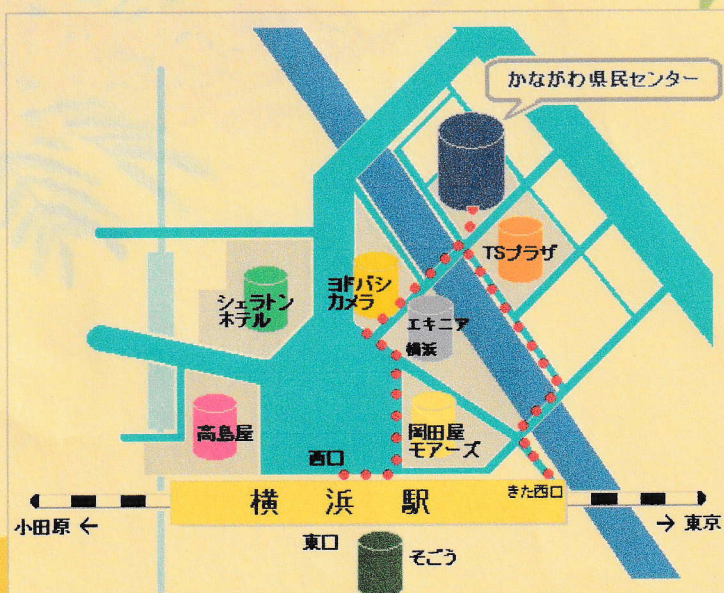 かながわ県民センター
TSプラザ
ヨドバシ
カメラ
シェラトン
ホテル
エキニア
横浜
高島屋
岡田屋
モアーズ
西口
きた西口
横浜駅
小田原 ←
→ 東京
東口
そごう